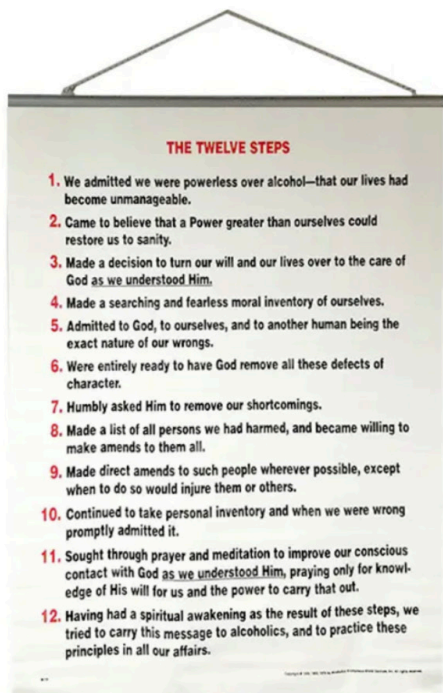 THE TWELVE STEPS
1. We admitted we were powerless over alcohol—that our lives had
become unmanageable.
2. Came to believe that a Power greater than ourselves could
restore us to sanity.
3. Made a decision to turn our will and our lives over to the care of
God as we understood Him.
4. Made a searching and fearless moral inventory of ourselves.
5. Admitted to God, to ourselves, and to another human being the
exact nature of our wrongs.
6. Were entirely ready to have God remove all these defects of
character.
7. Humbly asked Him to remove our shortcomings.
8. Made a list of all persons we had harmed, and became willing to
make amends to them all.
9. Made direct amends to such people wherever possible, except
when to do so would injure them or others.
10. Continued to take personal inventory and when we were wrong
promptly admitted it.
11. Sought through prayer and meditation to improve our conscious
contact with God as we understood Him, praying only for knowl-
edge of His will for us and the power to carry that out.
12. Having had a spiritual awakening as the result of these steps, we
tried to carry this message to alcoholics, and to practice these
principles in all our affairs.